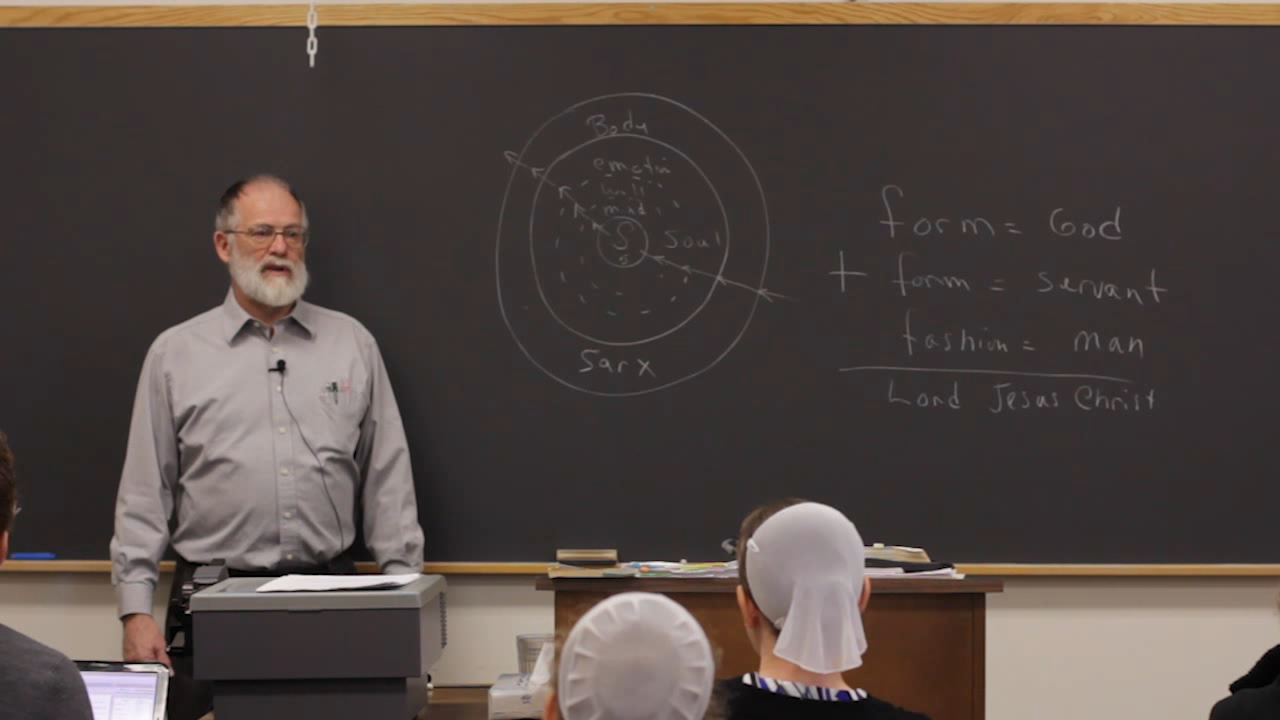 Body
emotion
will
mind
S
s
Soul
Sarx
form = God
+ form = servant
fashion = man
Lord Jesus Christ